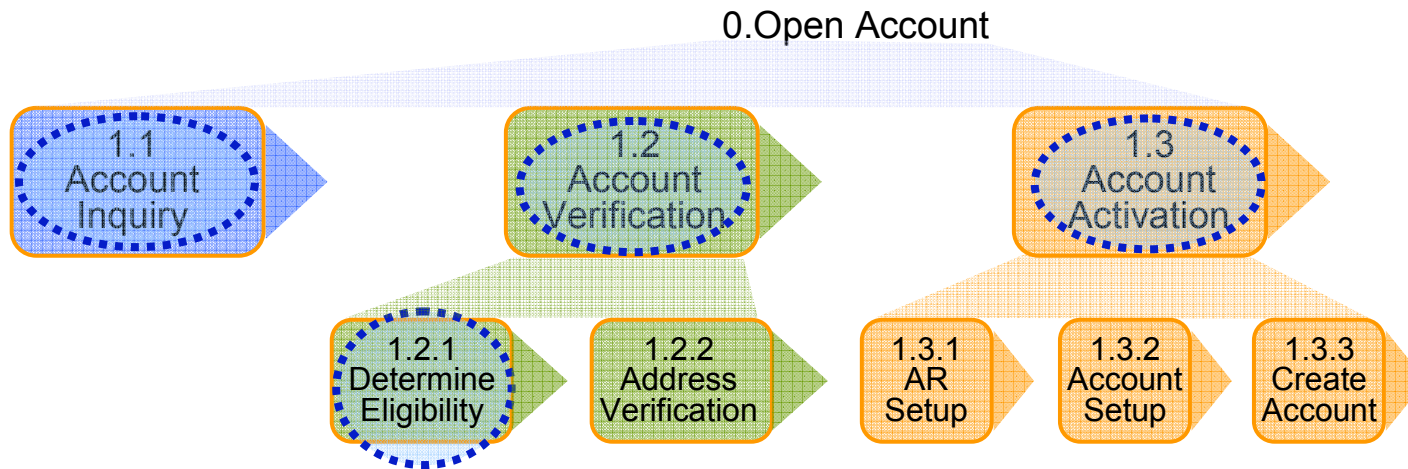 0.Open Account
1.1
Account
Inquiry
1.2
Account
Verification
1.3
Account
Activation
1.2.1
Determine
Eligibility
1.2.2
Address
Verification
1.3.1
AR
Setup
1.3.2
Account
Setup
1.3.3
Create
Account